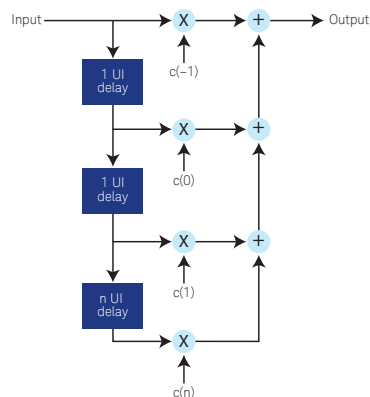 Input
X
+
Output
c(−1)
1 UI
delay
X
+
c(0)
1 UI
delay
X
+
c(1)
n UI
delay
X
c(n)